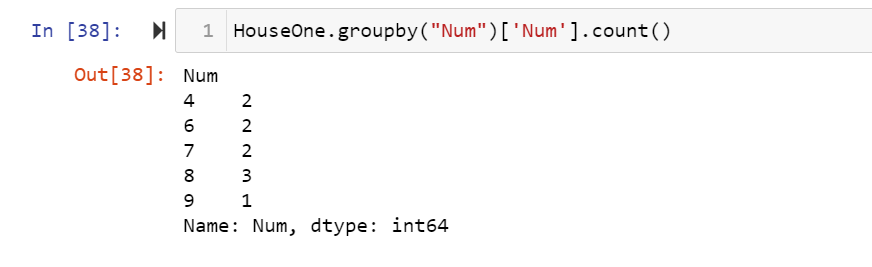 In [38]: 1 HouseOne.groupby("Num")['Num'].count()
Out[38]: Num
4 2
6 2
7 2
8 3
9 1
Name: Num, dtype: int64